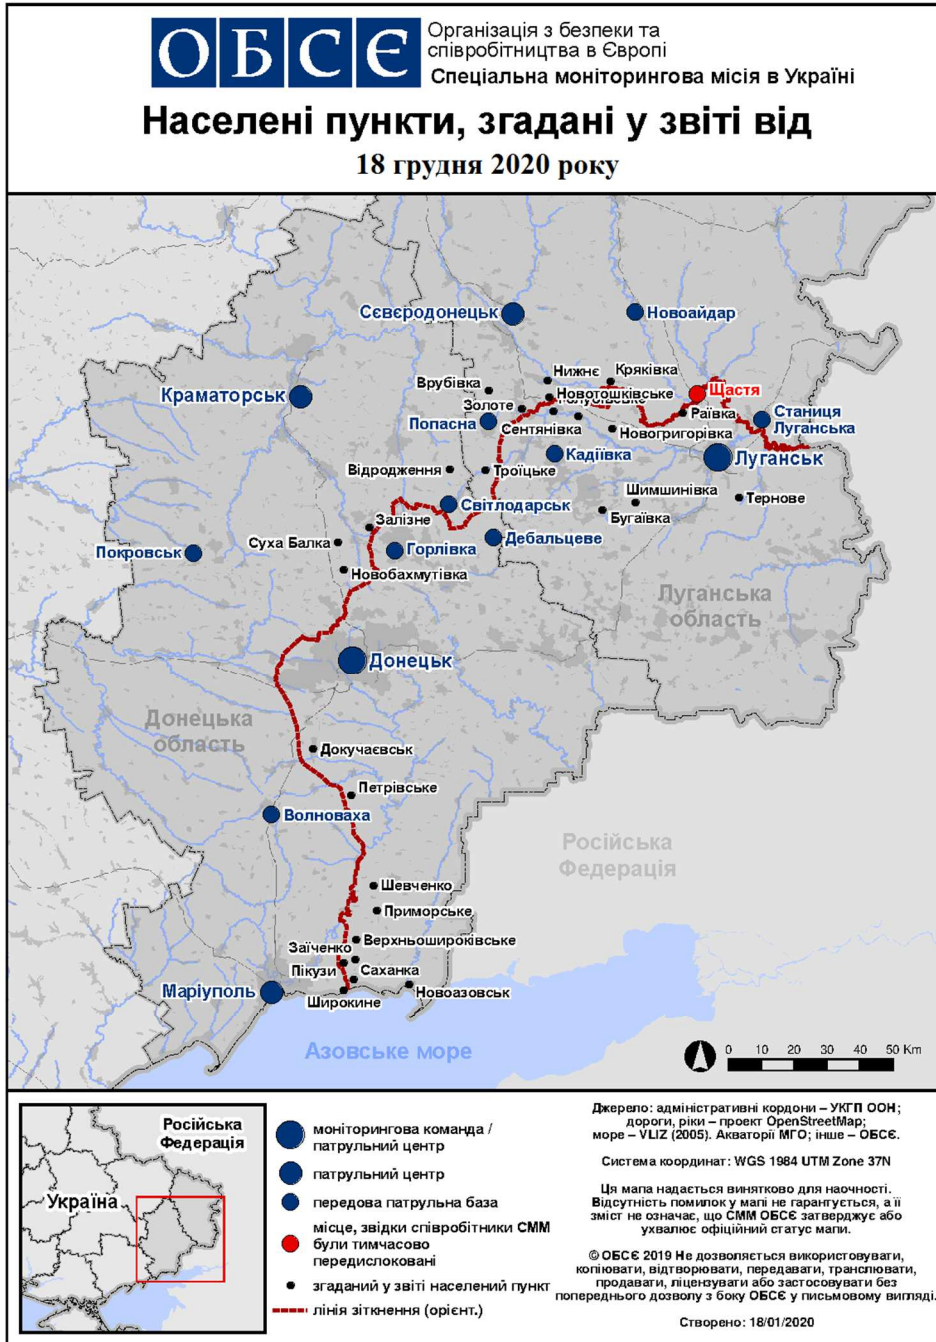 ОБСЄ
Організація з безпеки та
співробітництва в Європі
Спеціальна моніторингова місія в Україні
Населені пункти, згадані у звіті від
18 грудня 2020 року
Сєвєродонецьк
Новоайдар
Нижнє
Кряківка
Врубівка
Щастя
Краматорськ
Новотошківське
Золоте
Раївка
Станиця
Луганська
Попасна
Сентянівка
Новогригорівка
Кадіївка
Луганськ
Відродження
Троїцьке
Шимшинівка
Тернове
Світлодарськ
Бугаївка
Залізне
Суха Балка
Дебальцеве
Покровськ
Горлівка
Новобахмутівка
Луганська
область
Донецьк
Донецька
область
Докучаєвськ
Петрівське
Волноваха
Російська
Федерація
Шевченко
Приморське
Верхньошироківське
Заїченко
Пікузи
Саханка
Маріуполь
Широкине
Новоазовськ
Азовське море
0 10 20 30 40 50 Km
Російська
Федерація
Україна
моніторингова команда /
патрульний центр
патрульний центр
передова патрульна база
місце, звідки співробітники СММ
були тимчасово
передислоковані
згаданий у звіті населений пункт
лінія зіткнення (орієнт.)
Джерело: адміністративні кордони – УКГП ООН;
дороги, ріки – проект OpenStreetMap;
море – VLIZ (2005). Акваторії МГО; інше – ОБСЄ.
Система координат: WGS 1984 UTM Zone 37N
Ця мапа надається винятково для наочності.
Відсутність помилок у мапі не гарантується, а її
зміст не означає, що СММ ОБСЄ затверджує або
ухвалює офіційний статус мапи.
© ОБСЄ 2019 Не дозволяється використовувати,
копіювати, відтворювати, передавати, транслювати,
продавати, ліцензувати або застосовувати без
попереднього дозволу з боку ОБСЄ у письмовому вигляді.
Створено: 18/01/2020